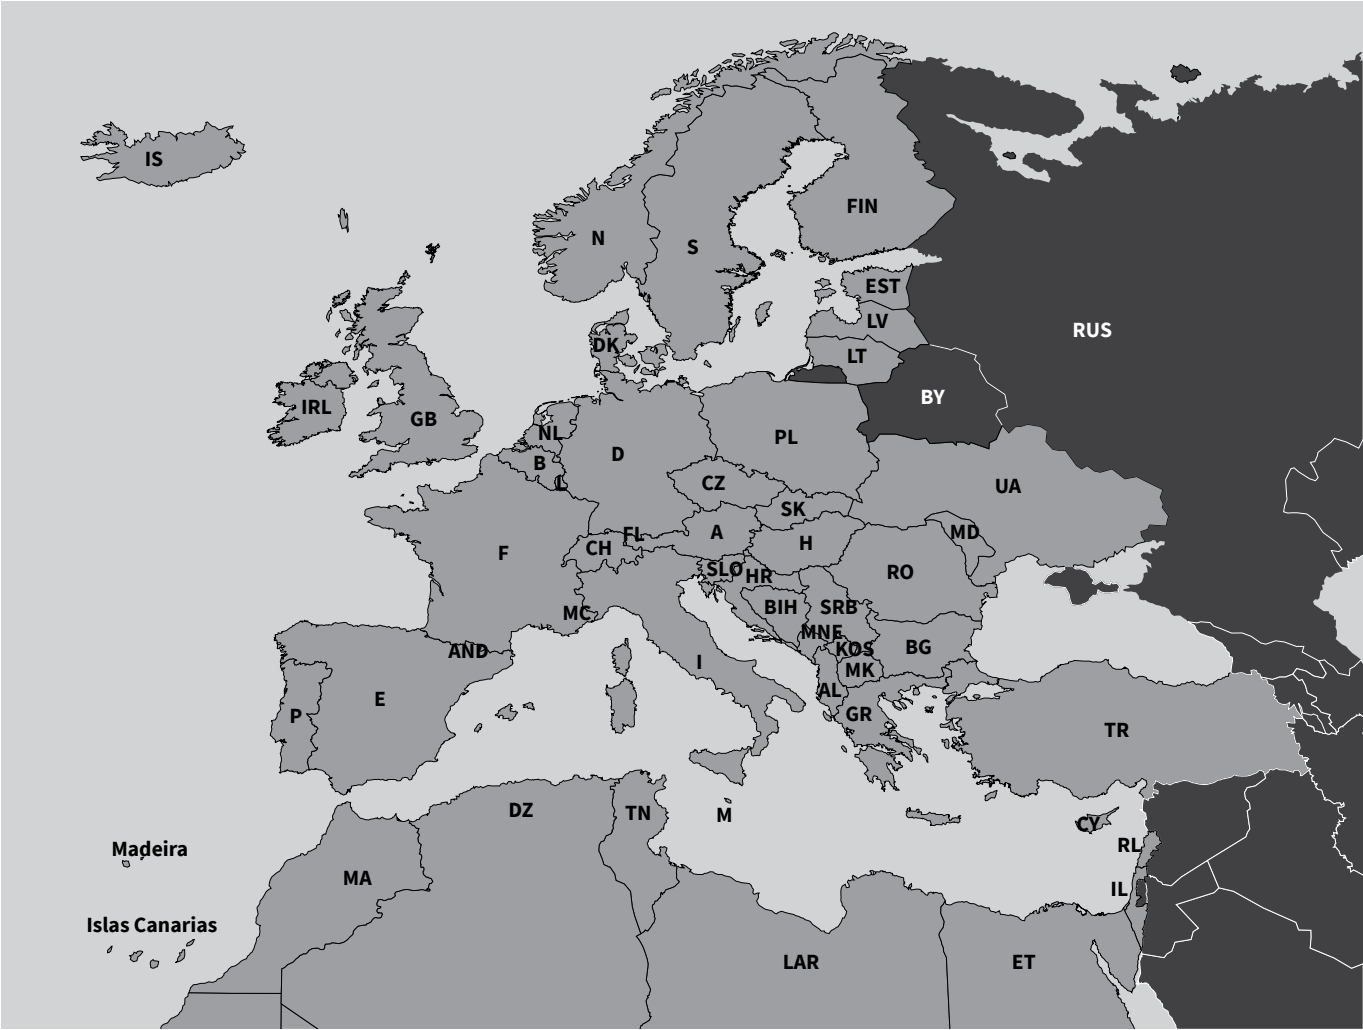 IS
FIN
N
S
EST
LV
RUS
DK
LT
BY
IRL
GB
NL
PL
D
B
L
CZ
UA
SK
FL
A
MD
CH
H
F
SLO
HR
RO
MC
BIH
SRB
MNE
AND
KOS
BG
I
MK
E
AL
P
GR
TR
DZ
TN
M
CY
Madeira
RL
MA
IL
Islas Canarias
LAR
ET